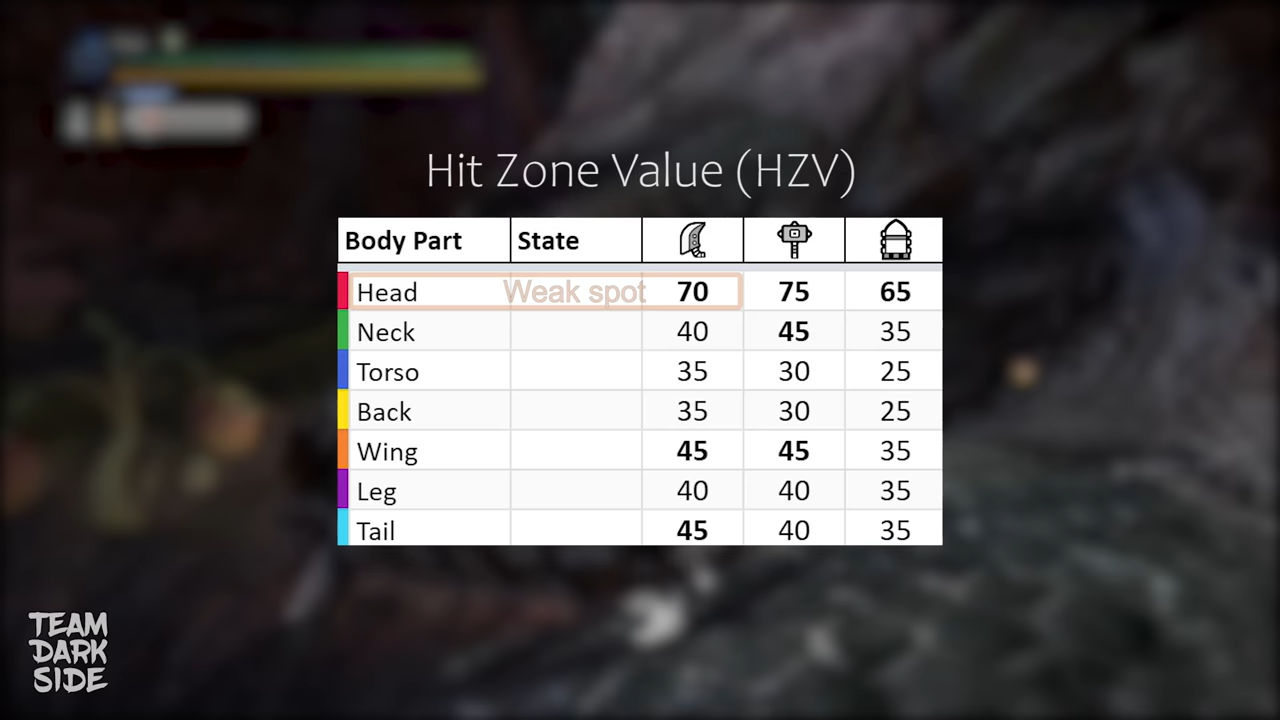 Hit Zone Value (HZV)
Body Part State
Head Weak spot 70 75 65
Neck 40 45 35
Torso 35 30 25
Back 35 30 25
Wing 45 45 35
Leg 40 40 35
Tail 45 40 35
TEAM
DARK
SIDE